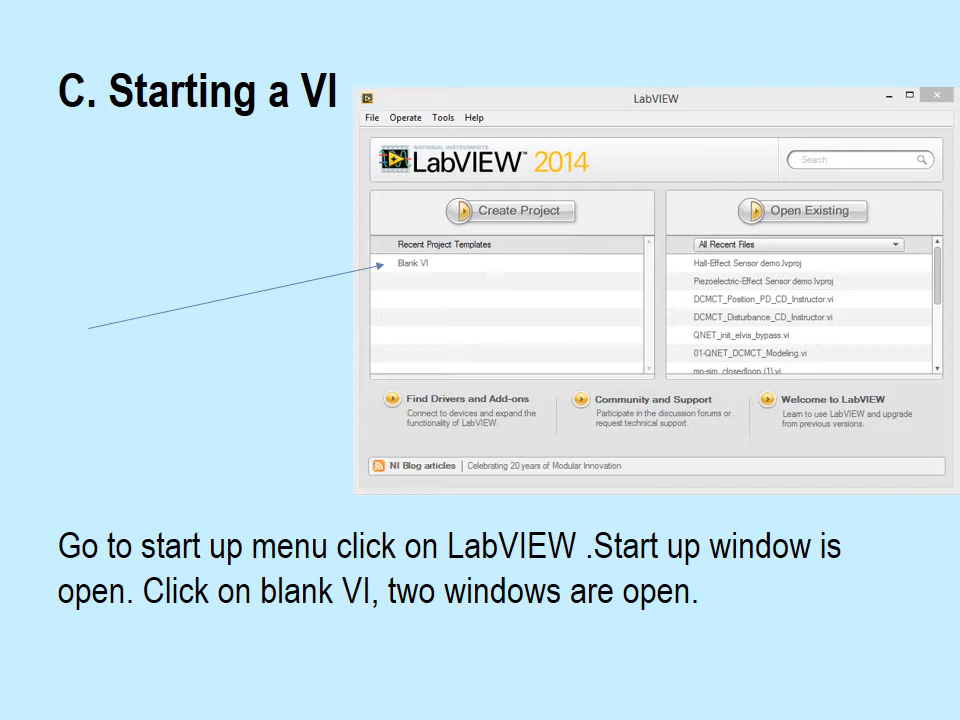 C. Starting a VI
LabVIEW
File Operate Tools Help
NATIONAL INSTRUMENTS
LabVIEW™ 2014
Search
Create Project
Open Existing
Recent Project Templates
Blank VI
All Recent Files
Hall-Effect Sensor demo.lvproj
Piezoelectric-Effect Sensor demo.lvproj
DCMCT_Position_PD_CD_Instructor.vi
DCMCT_Disturbance_CD_Instructor.vi
QNET_init_elvis_bypass.vi
01-QNET_DCMCT_Modeling.vi
Find Drivers and Add-ons
Connect to devices and expand the
functionality of LabVIEW.
Community and Support
Participate in the discussion forums or
request technical support.
Welcome to LabVIEW
Learn to use LabVIEW and upgrade
from previous versions.
NI Blog articles | Celebrating 20 years of Modular Innovation
Go to start up menu click on LabVIEW .Start up window is
open. Click on blank VI, two windows are open.